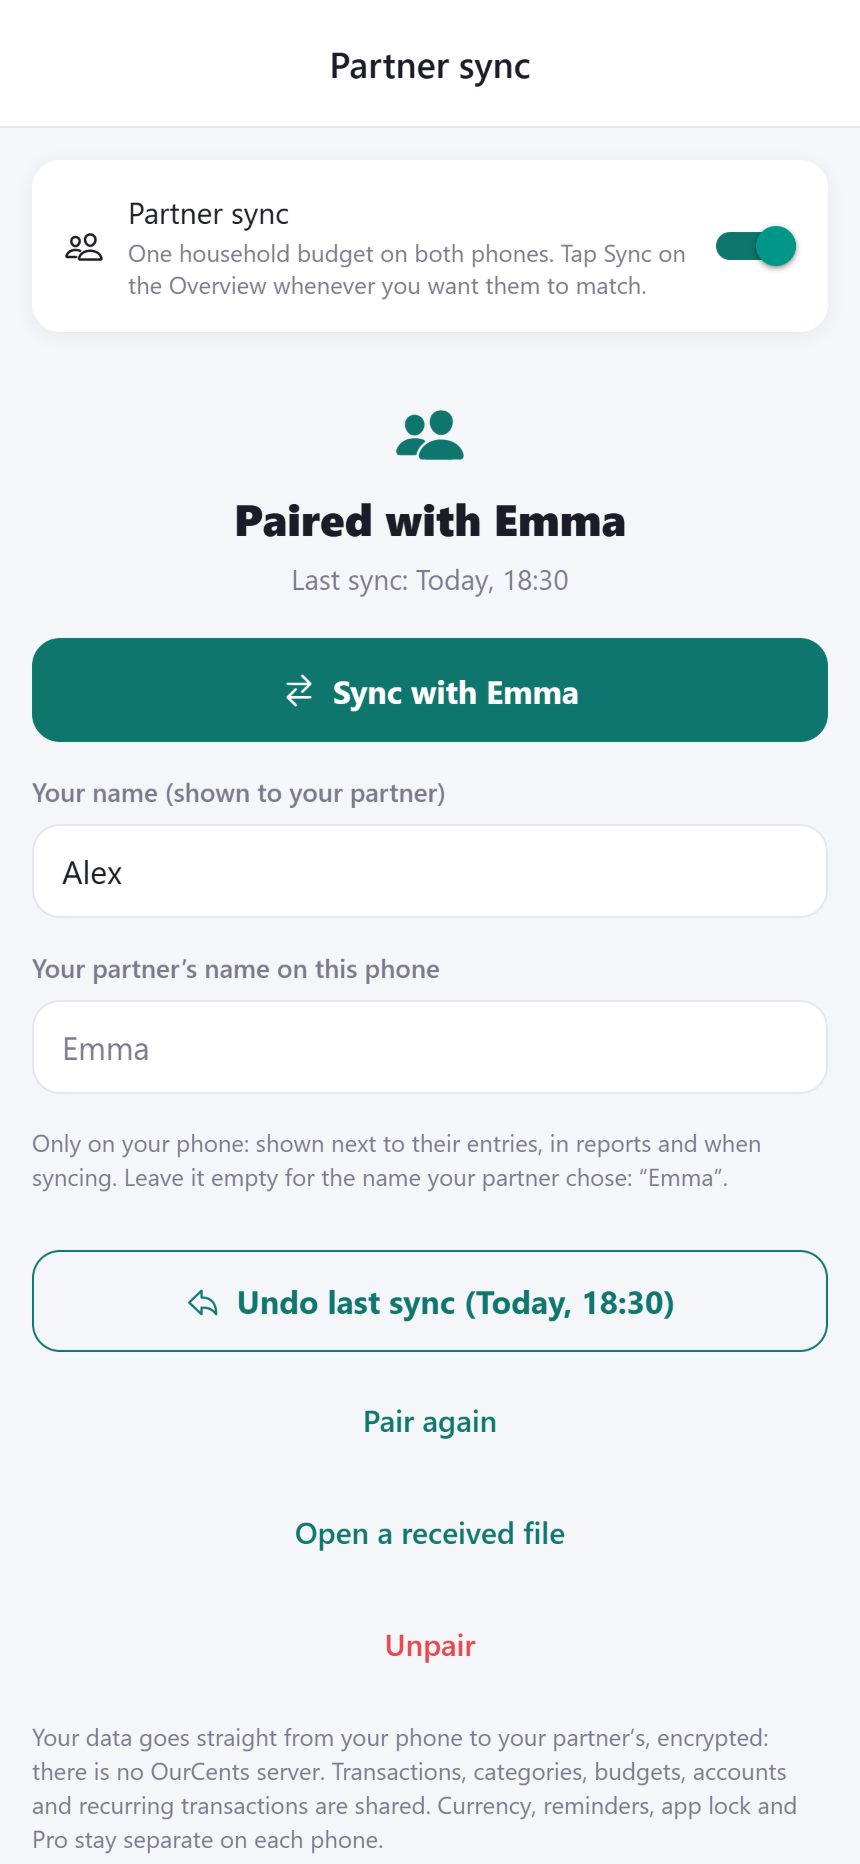 Partner sync
Partner sync
One household budget on both phones. Tap Sync on
the Overview whenever you want them to match.
Paired with Emma
Last sync: Today, 18:30
Sync with Emma
Your name (shown to your partner)
Alex
Your partner’s name on this phone
Emma
Only on your phone: shown next to their entries, in reports and when
syncing. Leave it empty for the name your partner chose: “Emma”.
Undo last sync (Today, 18:30)
Pair again
Open a received file
Unpair
Your data goes straight from your phone to your partner’s, encrypted:
there is no OurCents server. Transactions, categories, budgets, accounts
and recurring transactions are shared. Currency, reminders, app lock and
Pro stay separate on each phone.